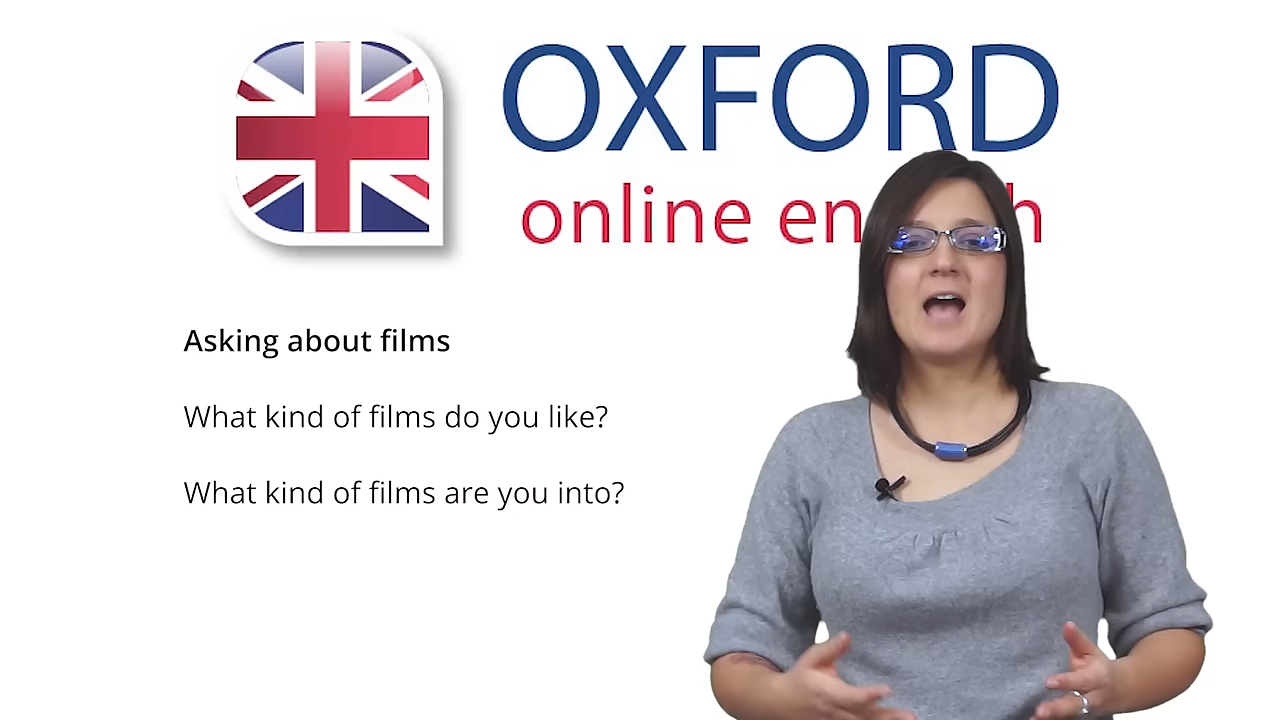 OXFORD
online en h
Asking about films
What kind of films do you like?
What kind of films are you into?